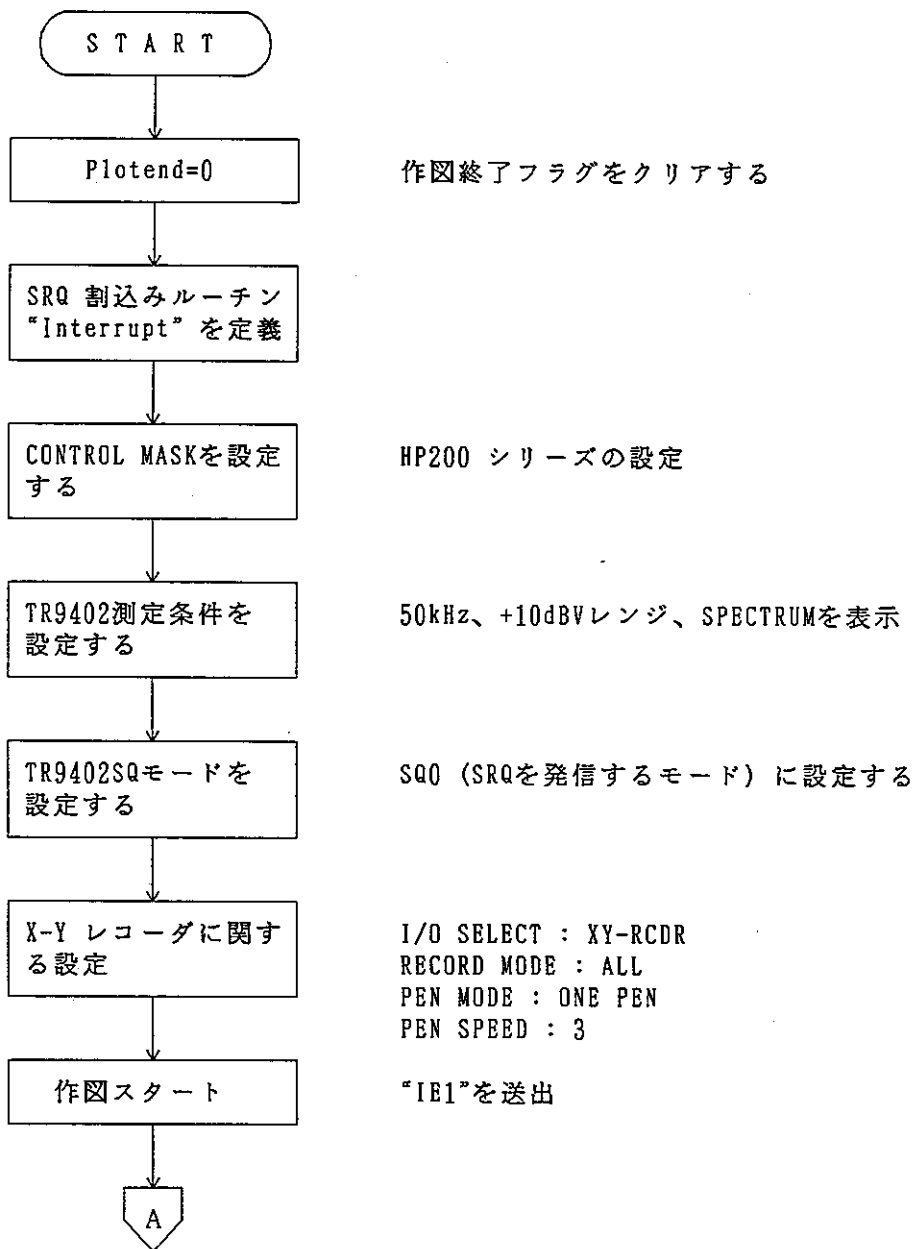 START
Plotend=0
作図終了フラグをクリアする
SRQ 割込みルーチン
“Interrupt” を定義
CONTROL MASKを設定
する
HP200 シリーズの設定
TR9402測定条件を
設定する
50kHz、+10dBVレンジ、SPECTRUMを表示
TR9402SQモードを
設定する
SQ0 (SRQを発信するモード) に設定する
X-Y レコーダに関す
る設定
I/O SELECT : XY-RCDR
RECORD MODE : ALL
PEN MODE : ONE PEN
PEN SPEED : 3
作図スタート
“IE1”を送出
A